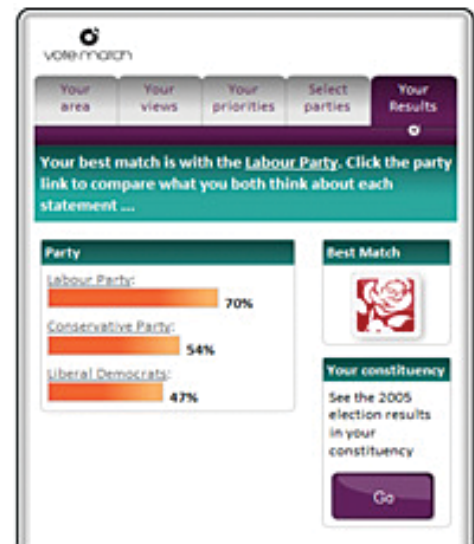 vote match
Your area
Your views
Your priorities
Select parties
Your Results
Your best match is with the Labour Party. Click the party
link to compare what you both think about each
statement ...
Party
Labour Party:
70%
Conservative Party:
54%
Liberal Democrats:
47%
Best Match
Your constituency
See the 2005
election results
in your
constituency
Go